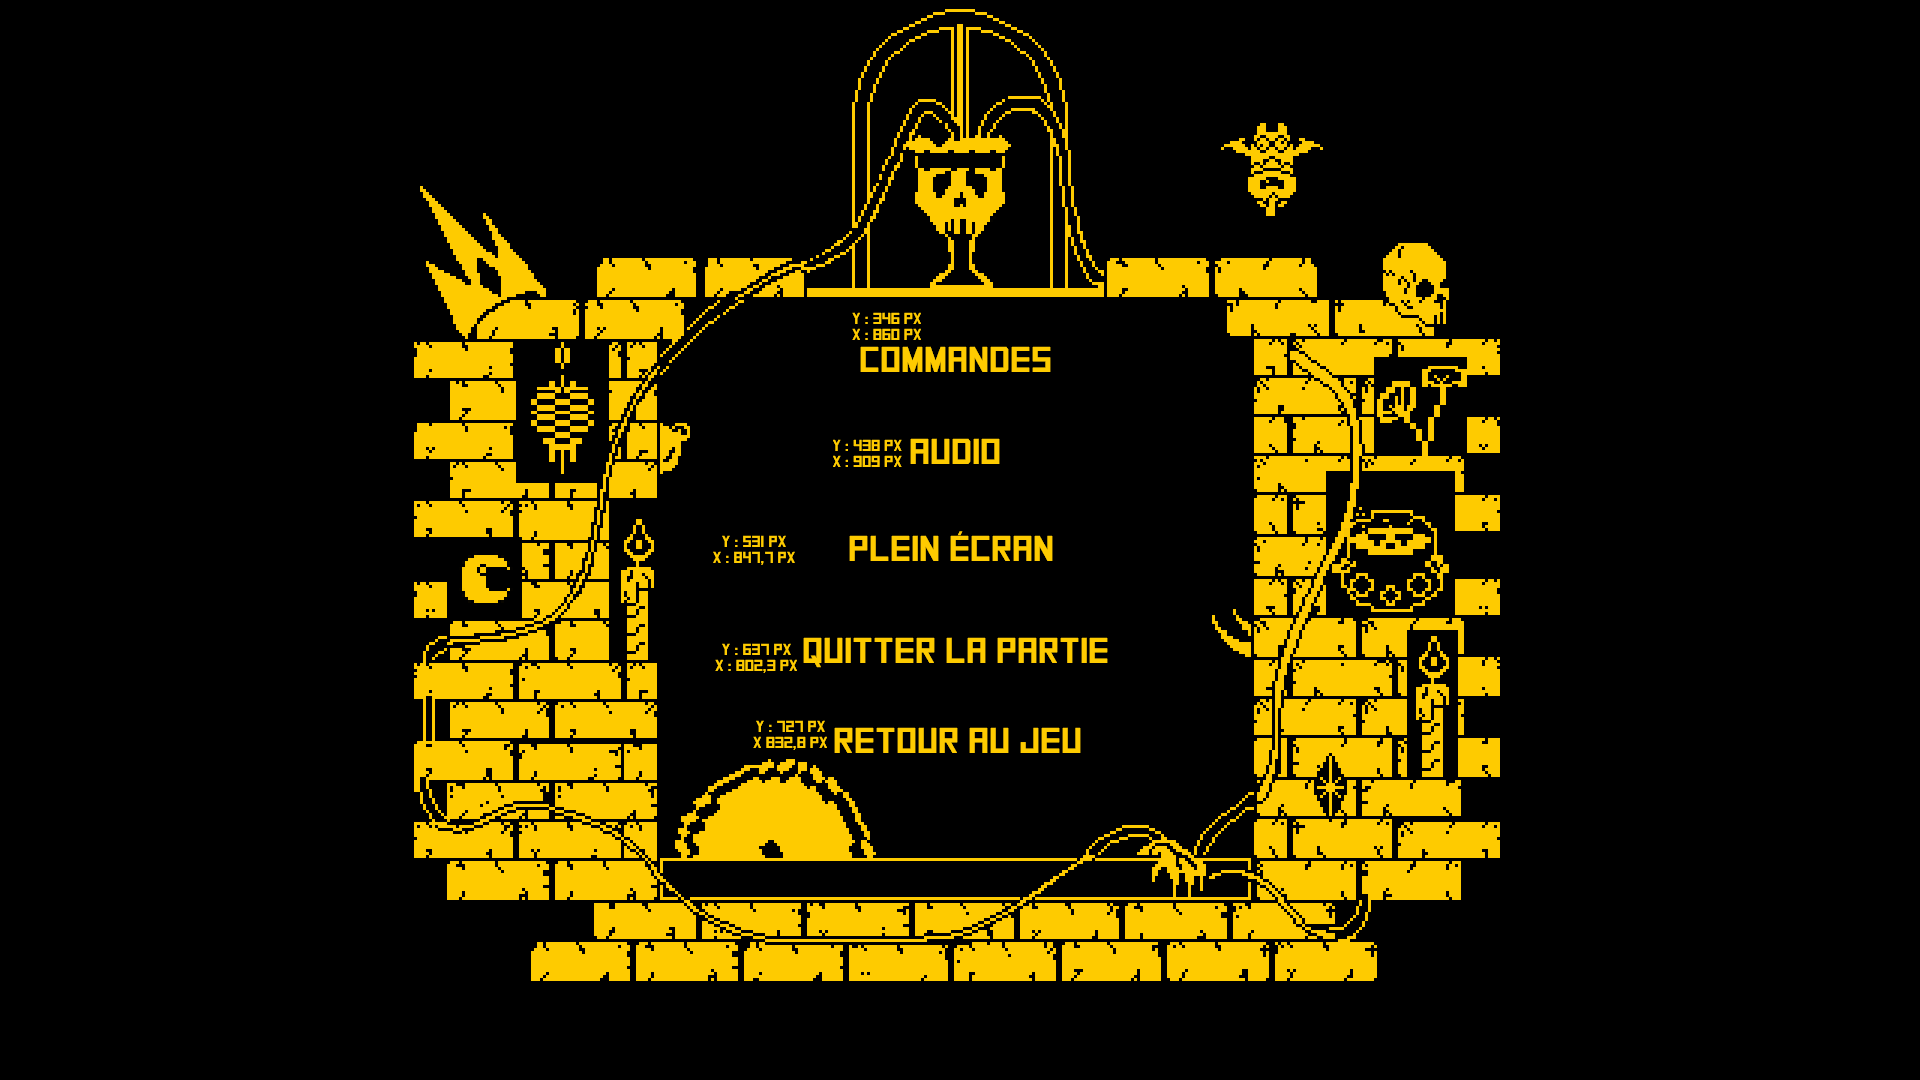 Y : 346 PX
X : 860 PX
COMMANDES
Y : 438 PX
X : 909 PX
AUDIO
Y : 531 PX
X : 847,7 PX
PLEIN ÉCRAN
Y : 637 PX
X : 802,3 PX
QUITTER LA PARTIE
Y : 727 PX
X 832,8 PX
RETOUR AU JEU